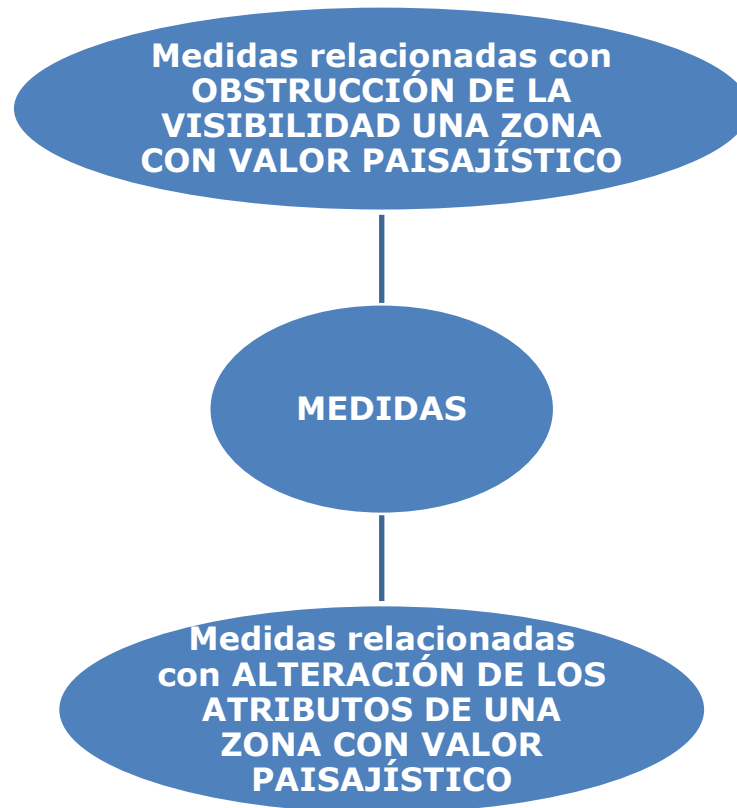 Medidas relacionadas con
OBSTRUCCIÓN DE LA
VISIBILIDAD UNA ZONA
CON VALOR PAISAJÍSTICO
MEDIDAS
Medidas relacionadas
con ALTERACIÓN DE LOS
ATRIBUTOS DE UNA
ZONA CON VALOR
PAISAJÍSTICO